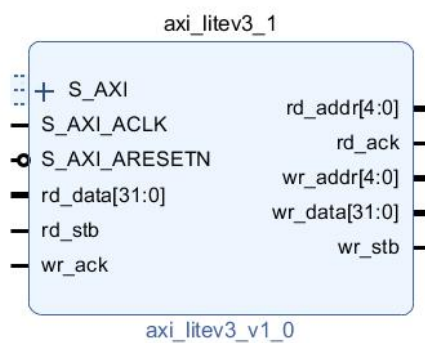 axi_litev3_1
S_AXI
S_AXI_ACLK
S_AXI_ARESETN
rd_data[31:0]
rd_stb
wr_ack
rd_addr[4:0]
rd_ack
wr_addr[4:0]
wr_data[31:0]
wr_stb
axi_litev3_v1_0